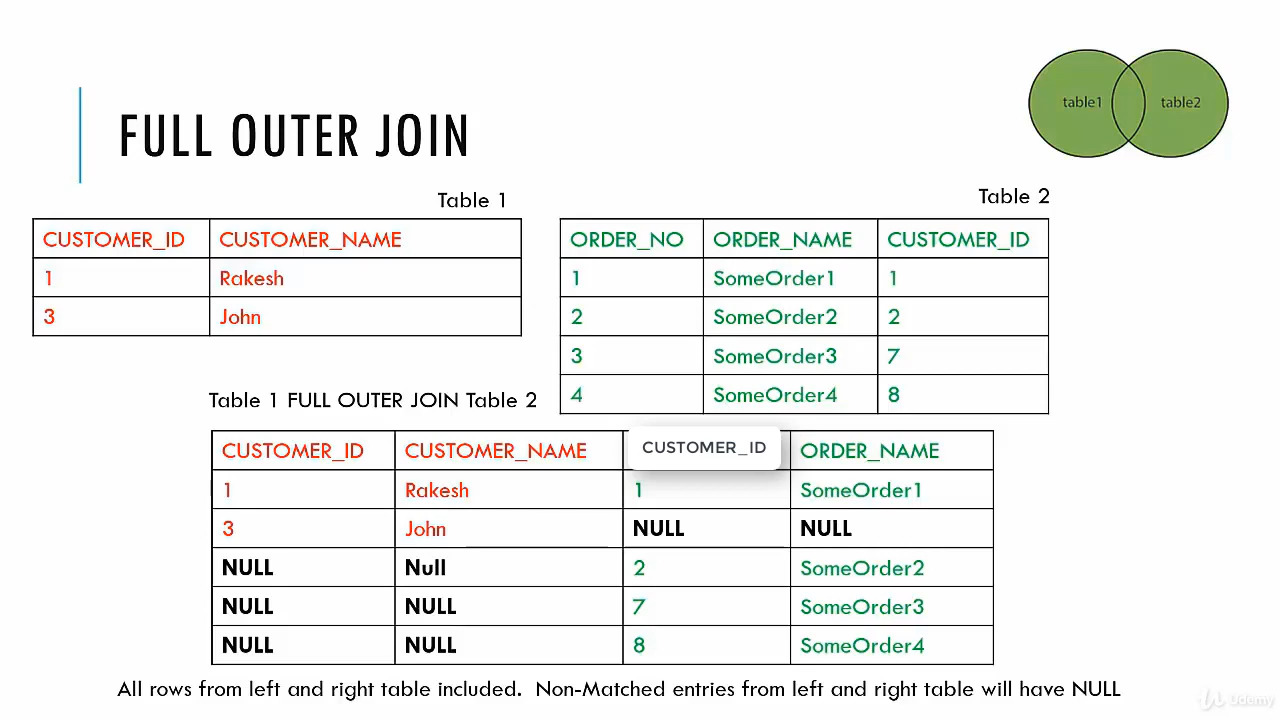 table1 table2
FULL OUTER JOIN
Table 1
Table 2
CUSTOMER_ID CUSTOMER_NAME
1 Rakesh
3 John
ORDER_NO ORDER_NAME CUSTOMER_ID
1 SomeOrder1 1
2 SomeOrder2 2
3 SomeOrder3 7
4 SomeOrder4 8
Table 1 FULL OUTER JOIN Table 2
CUSTOMER_ID CUSTOMER_NAME CUSTOMER_ID ORDER_NAME
1 Rakesh 1 SomeOrder1
3 John NULL NULL
NULL Null 2 SomeOrder2
NULL NULL 7 SomeOrder3
NULL NULL 8 SomeOrder4
All rows from left and right table included. Non-Matched entries from left and right table will have NULL
Udemy